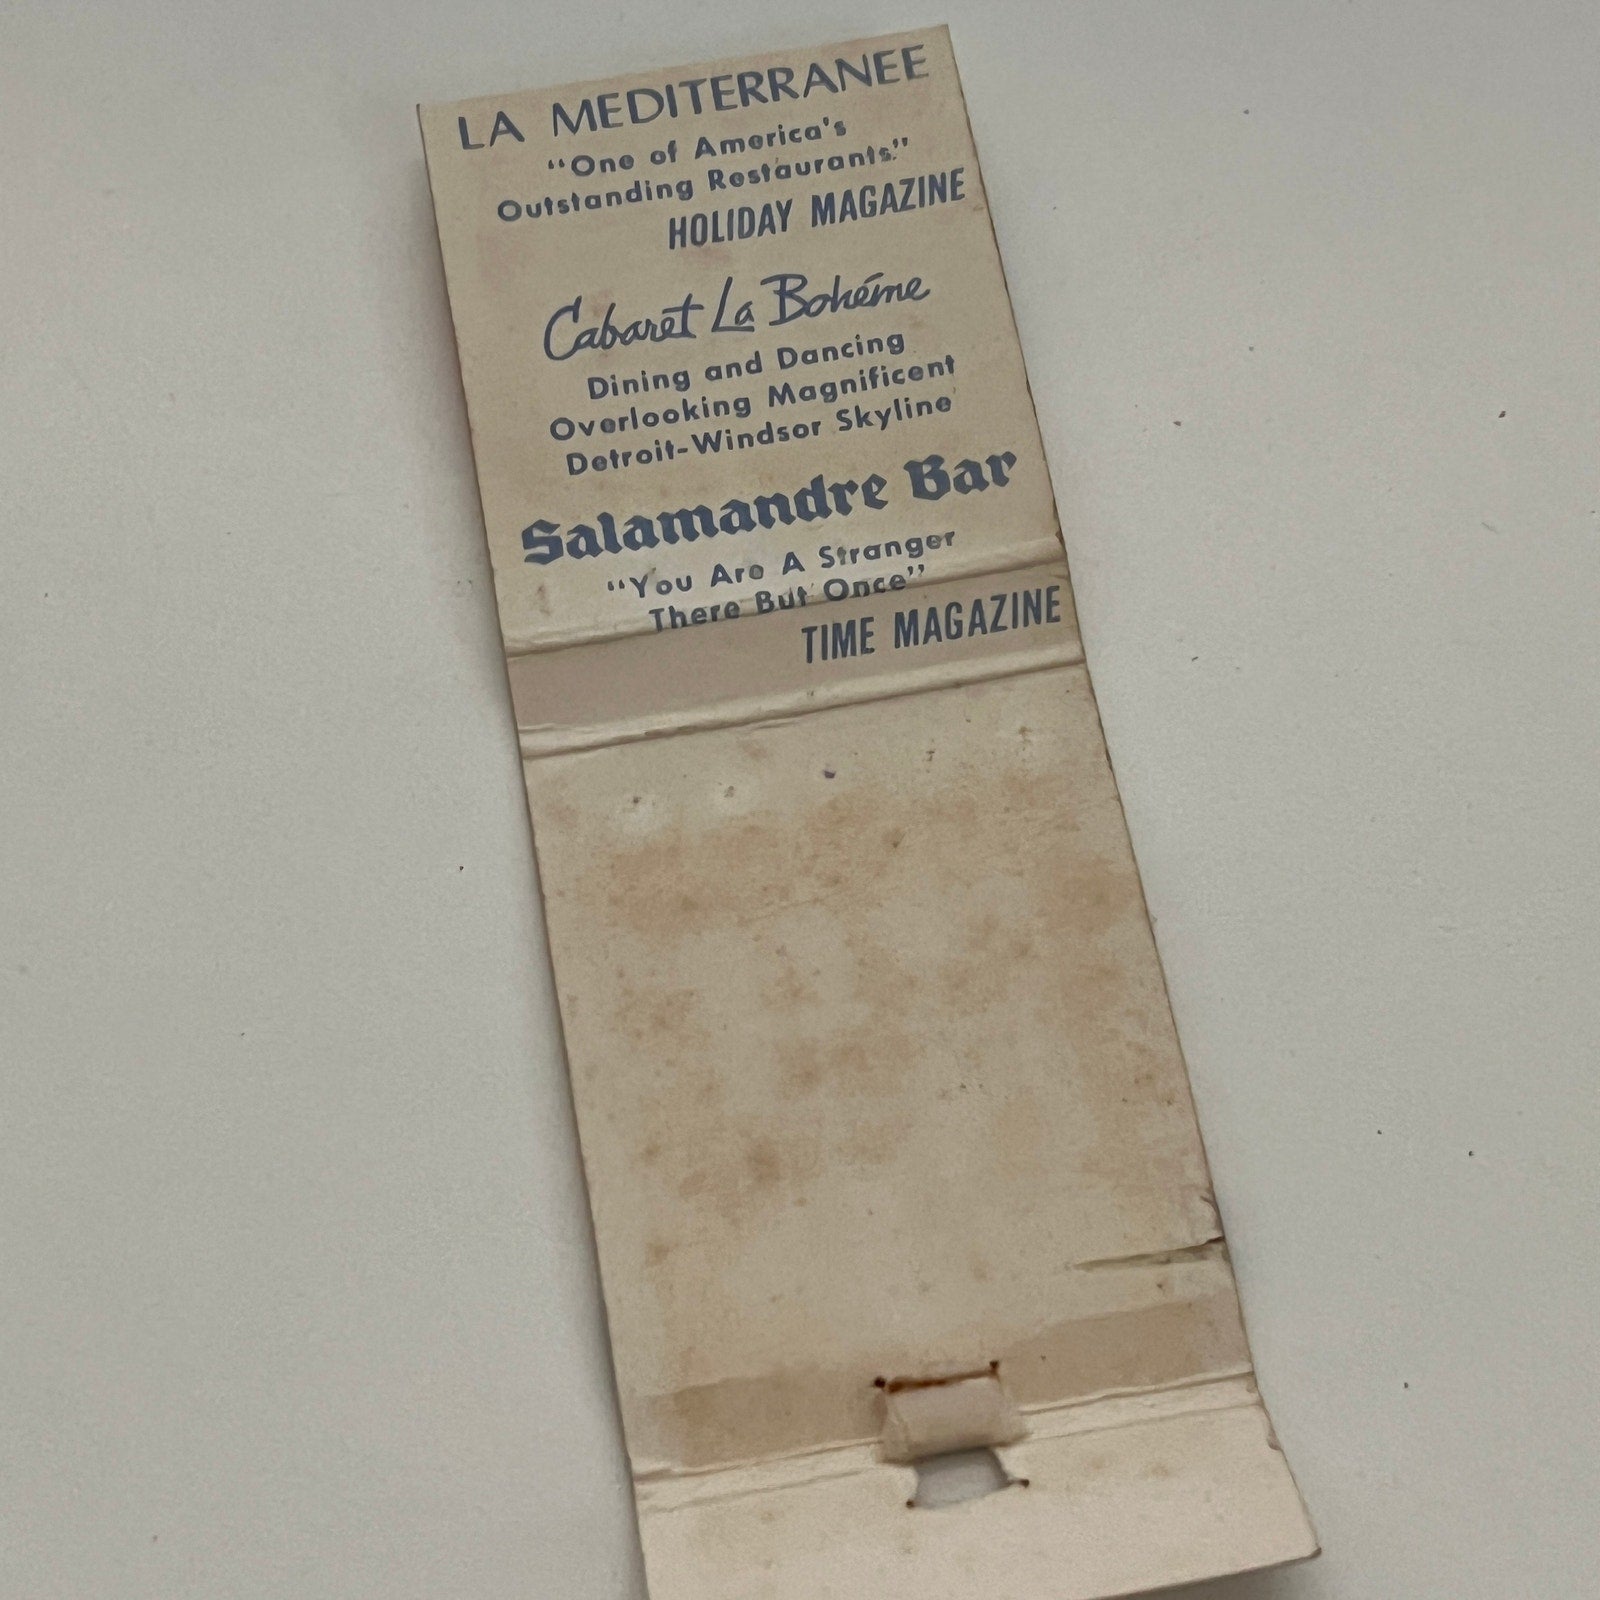 LA MEDITERRANEE
"One of America's
Outstanding Restaurants."
HOLIDAY MAGAZINE
Cabaret La Bohéme
Dining and Dancing
Overlooking Magnificent
Detroit-Windsor Skyline
Salamandre Bar
"You Are A Stranger
There But Once"
TIME MAGAZINE